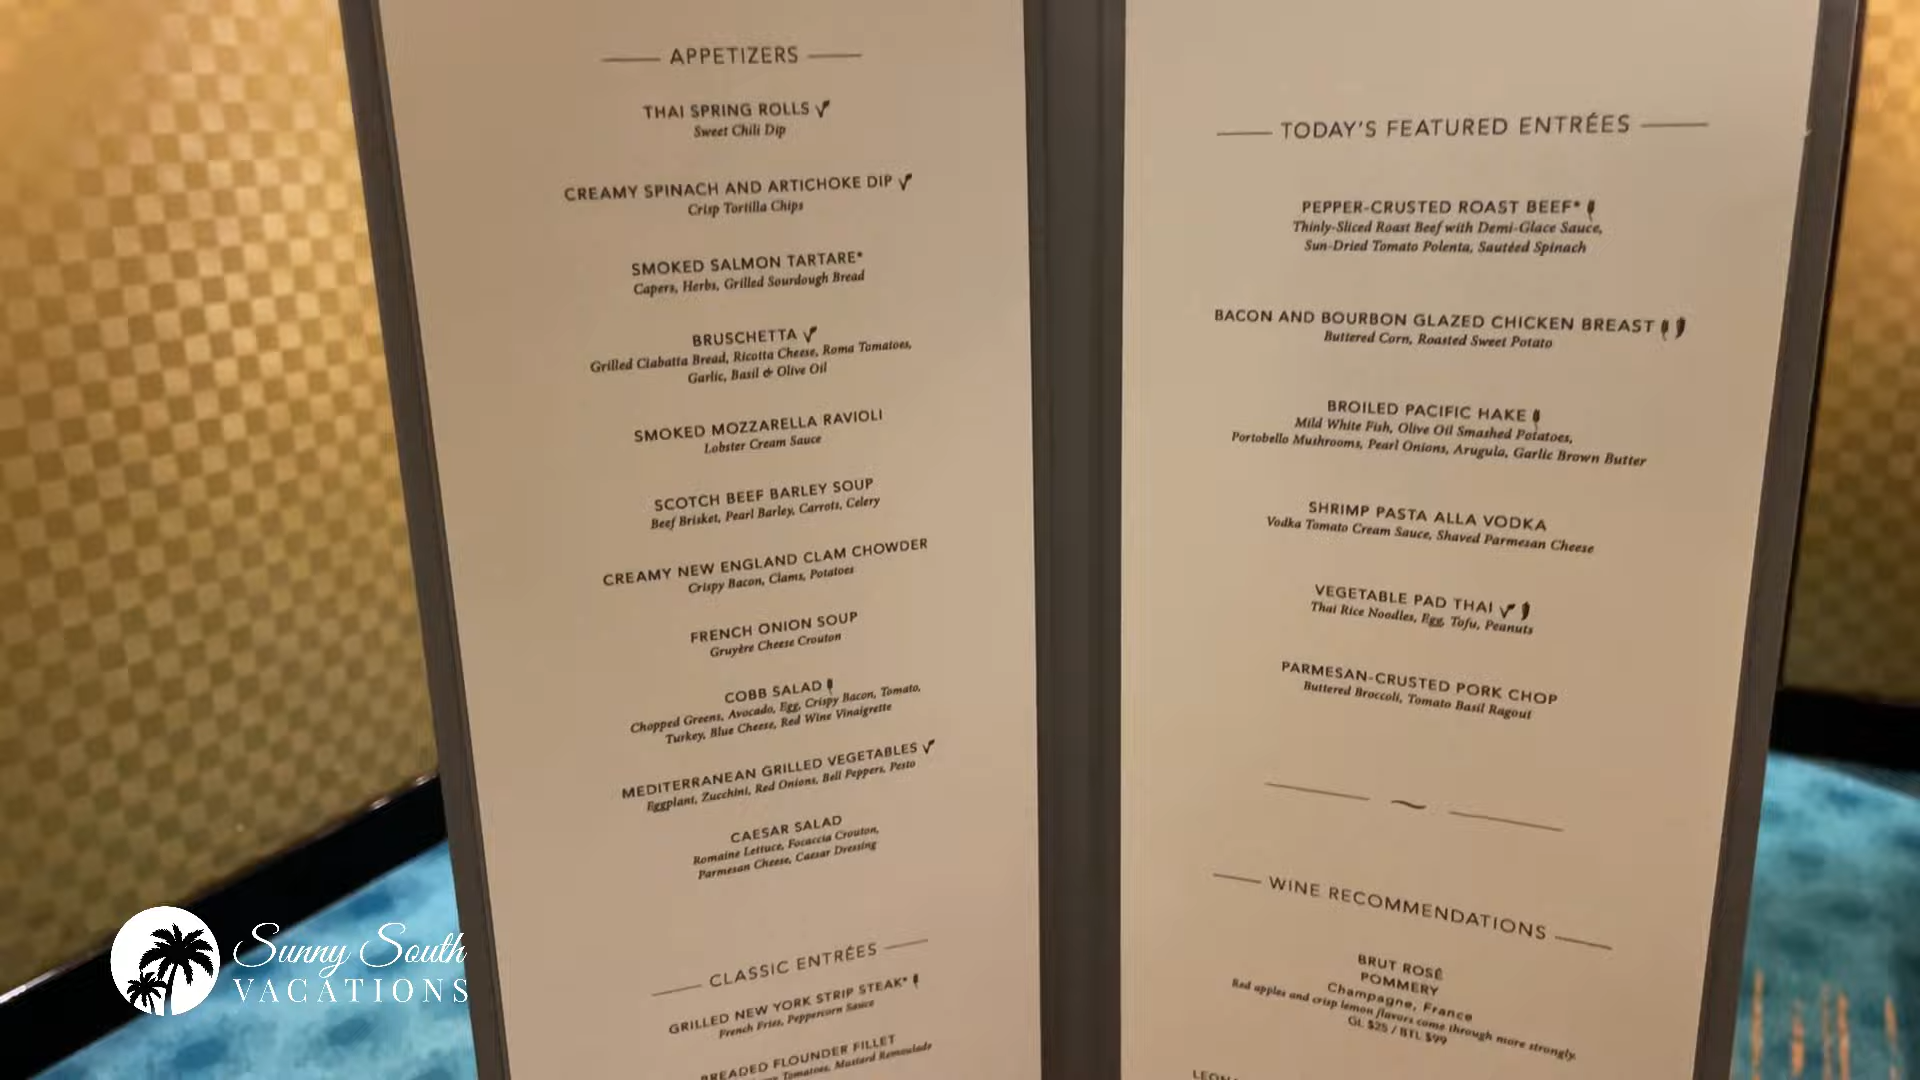 APPETIZERS
THAI SPRING ROLLS
Sweet Chili Dip
CREAMY SPINACH AND ARTICHOKE DIP
Crisp Tortilla Chips
SMOKED SALMON TARTARE*
Capers, Herbs, Grilled Sourdough Bread
BRUSCHETTA
Grilled Ciabatta Bread, Ricotta Cheese, Roma Tomatoes,
Garlic, Basil & Olive Oil
SMOKED MOZZARELLA RAVIOLI
Lobster Cream Sauce
SCOTCH BEEF BARLEY SOUP
Beef Brisket, Pearl Barley, Carrots, Celery
CREAMY NEW ENGLAND CLAM CHOWDER
Crispy Bacon, Clams, Potatoes
FRENCH ONION SOUP
Gruyère Cheese Crouton
COBB SALAD
Chopped Greens, Avocado, Egg, Crispy Bacon, Tomato,
Turkey, Blue Cheese, Red Wine Vinaigrette
MEDITERRANEAN GRILLED VEGETABLES
Eggplant, Zucchini, Red Onions, Bell Peppers, Pesto
CAESAR SALAD
Romaine Lettuce, Focaccia Crouton,
Parmesan Cheese, Caesar Dressing
CLASSIC ENTRÉES
GRILLED NEW YORK STRIP STEAK*
French Fries, Peppercorn Sauce
BREADED FLOUNDER FILLET
Tomatoes, Mustard Remoulade
TODAY'S FEATURED ENTRÉES
PEPPER-CRUSTED ROAST BEEF*
Thinly-Sliced Roast Beef with Demi-Glace Sauce,
Sun-Dried Tomato Polenta, Sautéed Spinach
BACON AND BOURBON GLAZED CHICKEN BREAST
Buttered Corn, Roasted Sweet Potato
BROILED PACIFIC HAKE
Mild White Fish, Olive Oil Smashed Potatoes,
Portobello Mushrooms, Pearl Onions, Arugula, Garlic Brown Butter
SHRIMP PASTA ALLA VODKA
Vodka Tomato Cream Sauce, Shaved Parmesan Cheese
VEGETABLE PAD THAI
Thai Rice Noodles, Egg, Tofu, Peanuts
PARMESAN-CRUSTED PORK CHOP
Buttered Broccoli, Tomato Basil Ragout
WINE RECOMMENDATIONS
BRUT ROSÉ
POMMERY
Champagne, France
Red apples and crisp lemon flavors come through more strongly.
GL $25 / BTL $99
Sunny South
VACATIONS